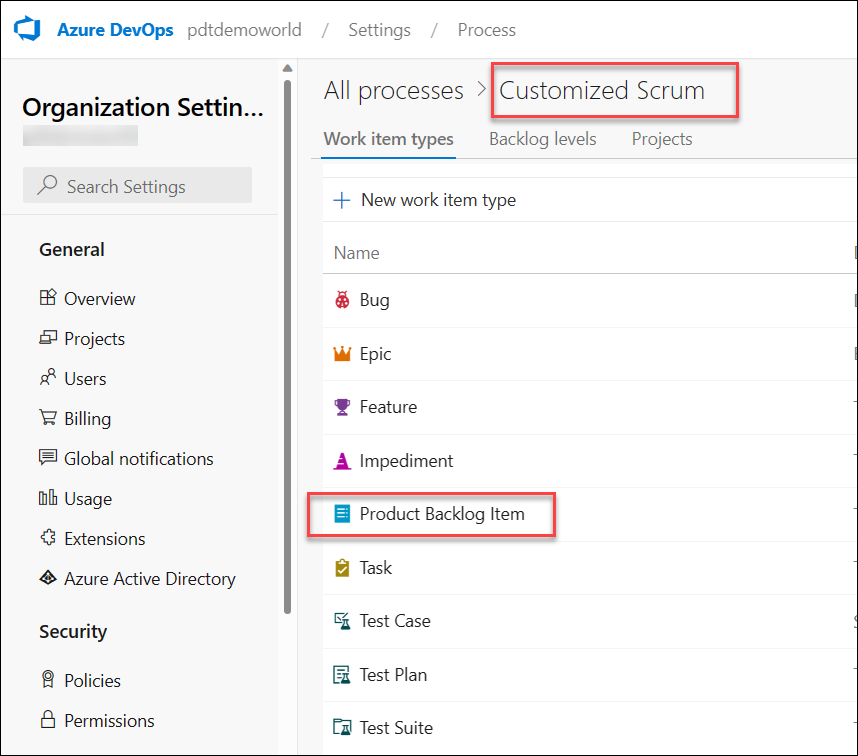 Azure DevOps pdtdemoworld / Settings / Process
Organization Settin...
Search Settings
General
Overview
Projects
Users
Billing
Global notifications
Usage
Extensions
Azure Active Directory
Security
Policies
Permissions
All processes > Customized Scrum
Work item types Backlog levels Projects
+ New work item type
Name
Bug
Epic
Feature
Impediment
Product Backlog Item
Task
Test Case
Test Plan
Test Suite